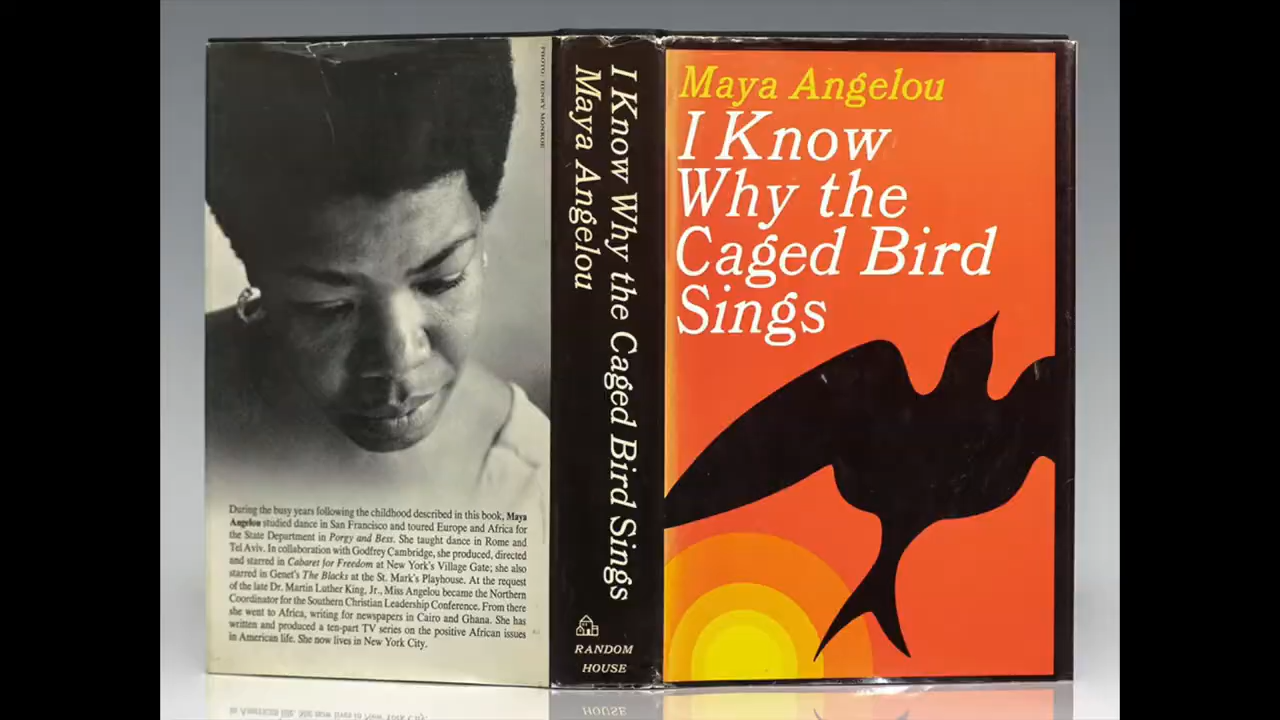 PHOTO: HENRY MONROE
During the busy years following the childhood described in this book, Maya
Angelou studied dance in San Francisco and toured Europe and Africa for
the State Department in Porgy and Bess. She taught dance in Rome and
Tel Aviv. In collaboration with Godfrey Cambridge, she produced, directed
and starred in Cabaret for Freedom at New York's Village Gate; she also
starred in Genet's The Blacks at the St. Mark's Playhouse. At the request
of the late Dr. Martin Luther King, Jr., Miss Angelou became the Northern
Coordinator for the Southern Christian Leadership Conference. From there
she went to Africa, writing for newspapers in Cairo and Ghana. She has
written and produced a ten-part TV series on the positive African issues
in American life. She now lives in New York City.
I Know Why the Caged Bird Sings
Maya Angelou
RANDOM
HOUSE
Maya Angelou
I Know
Why the
Caged Bird
Sings